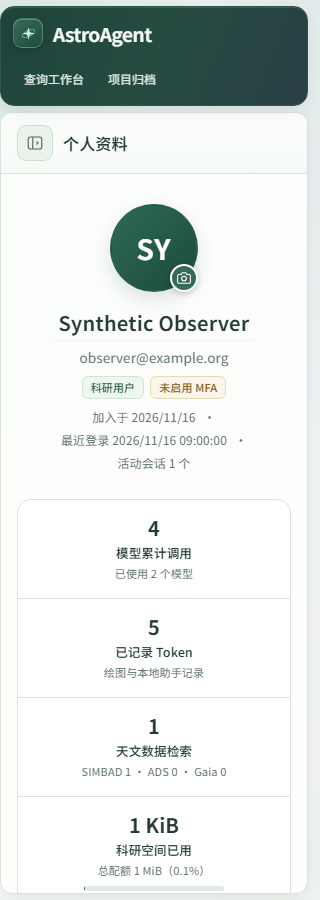 AstroAgent
查询工作台 项目归档
个人资料
SY
Synthetic Observer
observer@example.org
科研用户 未启用 MFA
加入于 2026/11/16 •
最近登录 2026/11/16 09:00:00 •
活动会话 1 个
4
模型累计调用
已使用 2 个模型
5
已记录 Token
绘图与本地助手记录
1
天文数据检索
SIMBAD 1 • ADS 0 • Gaia 0
1 KiB
科研空间已用
总配额 1 MiB（0.1%）